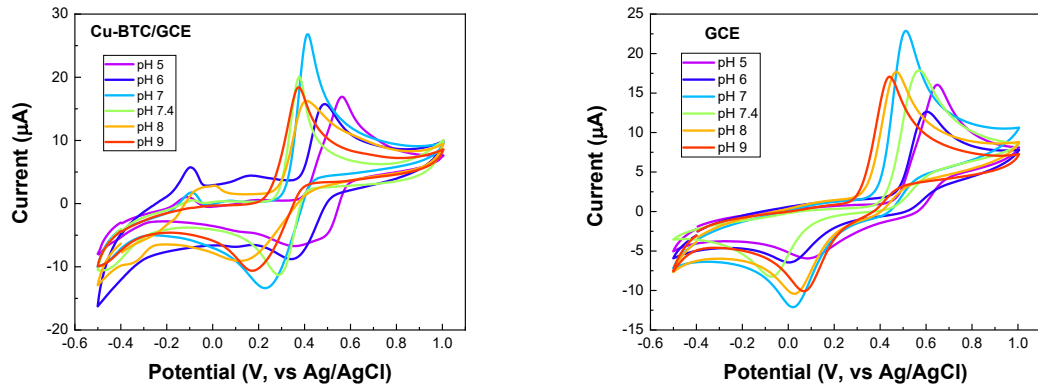 Cu-BTC/GCE
pH 5
pH 6
pH 7
pH 7.4
pH 8
pH 9
30
20
10
0
-10
-20
-0.6 -0.4 -0.2 0.0 0.2 0.4 0.6 0.8 1.0
Current (μA)
Potential (V, vs Ag/AgCl)
GCE
pH 5
pH 6
pH 7
pH 7.4
pH 8
pH 9
25
20
15
10
5
0
-5
-10
-15
-0.6 -0.4 -0.2 0.0 0.2 0.4 0.6 0.8 1.0
Current (μA)
Potential (V, vs Ag/AgCl)